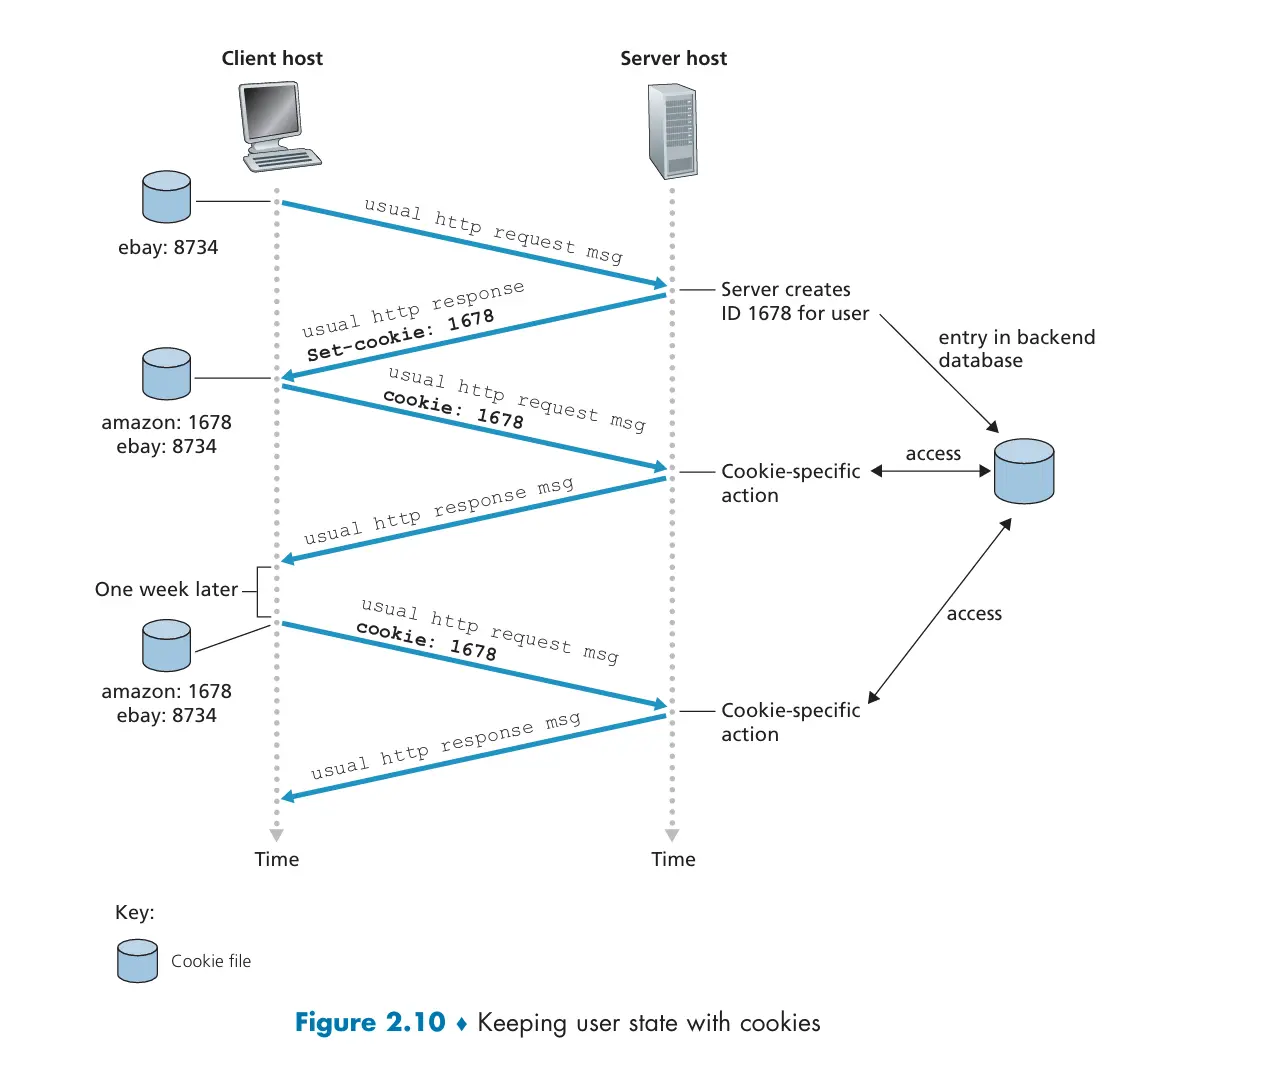 Client host
Server host
ebay: 8734
usual http request msg
Server creates
ID 1678 for user
entry in backend
database
usual http response
Set-cookie: 1678
amazon: 1678
ebay: 8734
usual http request msg
cookie: 1678
Cookie-specific
action
access
usual http response msg
One week later
amazon: 1678
ebay: 8734
usual http request msg
cookie: 1678
access
Cookie-specific
action
usual http response msg
Time
Time
Key:
Cookie file
Figure 2.10 ♦ Keeping user state with cookies